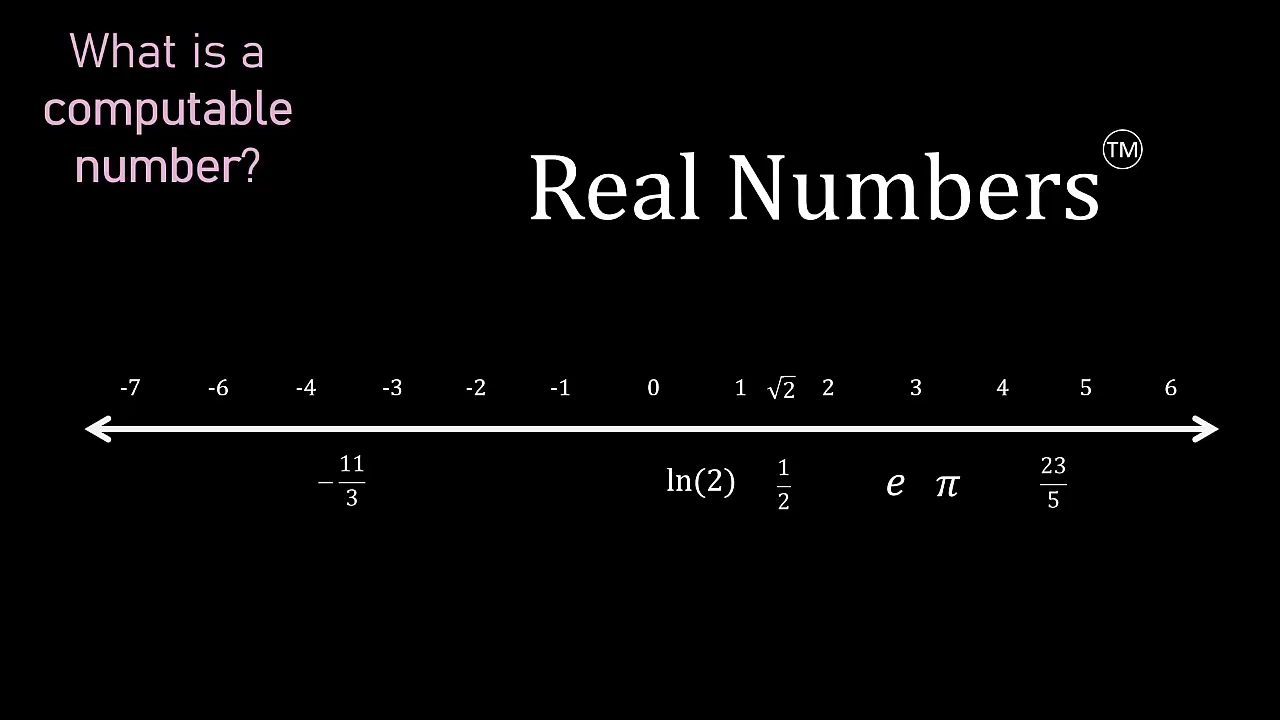 What is a
computable
number?
Real Numbers™
-7 -6 -4 -3 -2 -1 0 1 √2 2 3 4 5 6
−11/3 ln(2) 1/2 e π 23/5